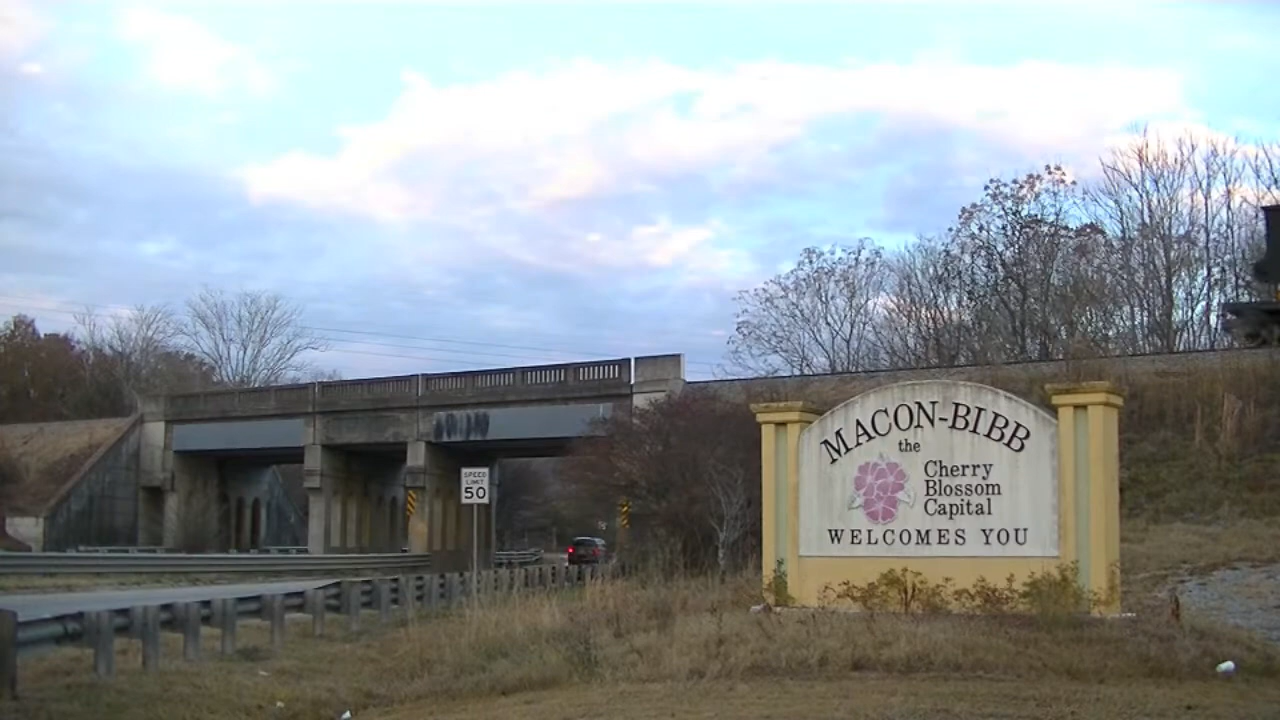 SPEED
LIMIT
50
MACON-BIBB
the
Cherry
Blossom
Capital
WELCOMES YOU